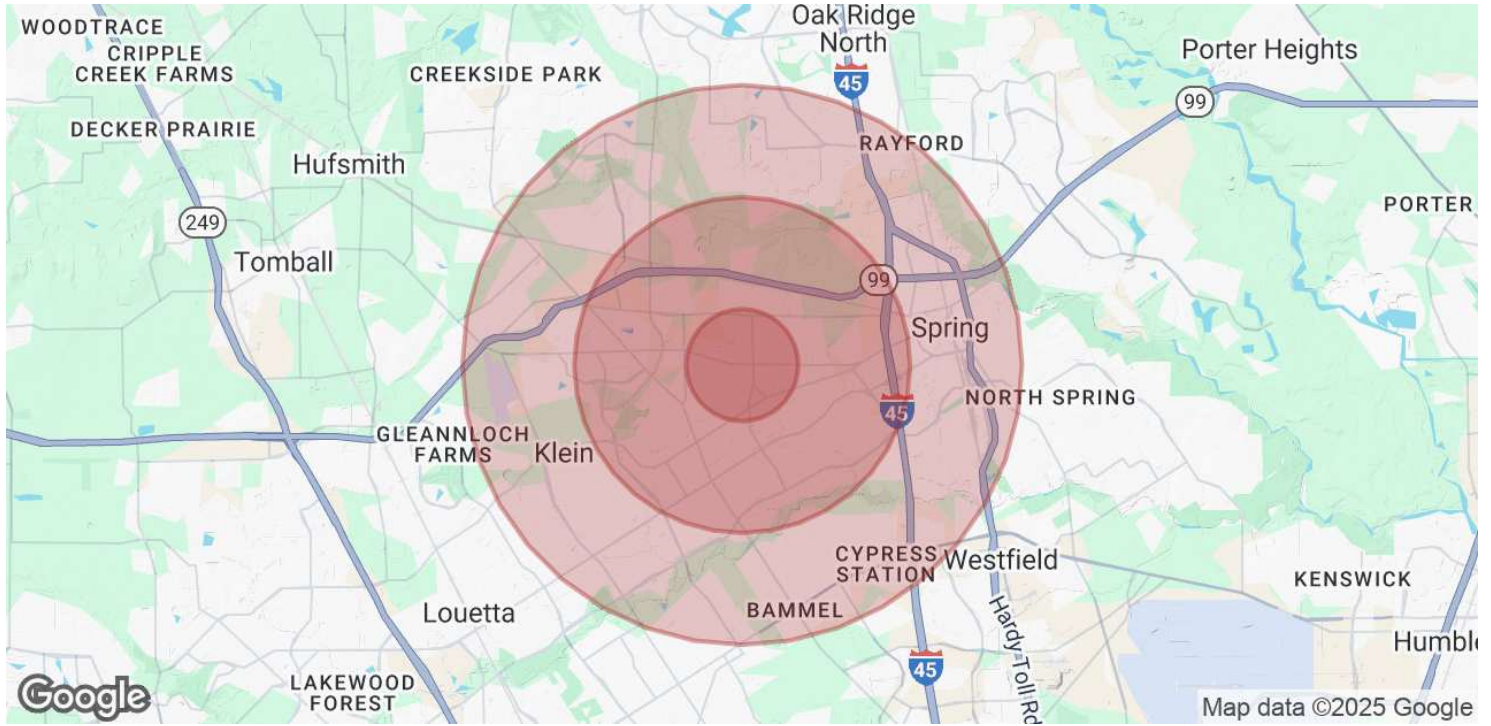 WOODTRACE
CRIPPLE
CREEK FARMS
CREEKSIDE PARK
Oak Ridge
North
45
Porter Heights
99
DECKER PRAIRIE
Hufsmith
RAYFORD
249
PORTER
Tomball
99
Spring
45
NORTH SPRING
GLEANNLOCH
FARMS
Klein
CYPRESS
STATION
Westfield
KENSWICK
BAMMEL
Louetta
Hardy Toll Rd
Humble
45
LAKEWOOD
FOREST
Google
Map data ©2025 Google